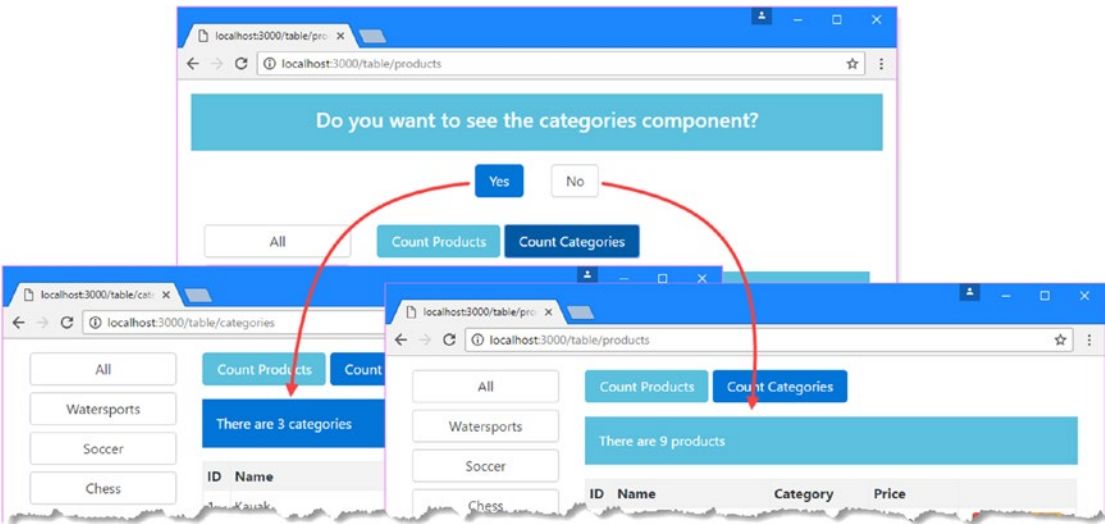 localhost:3000/table/pro
localhost:3000/table/products
Do you want to see the categories component?
Yes No
All Count Products Count Categories
localhost:3000/table/cate
localhost:3000/table/categories
All Count Products Count
Watersports
There are 3 categories
Soccer
Chess
ID Name
1 Kayak
localhost:3000/table/pro
localhost:3000/table/products
All Count Products Count Categories
Watersports
There are 9 products
Soccer
Chess
ID Name Category Price